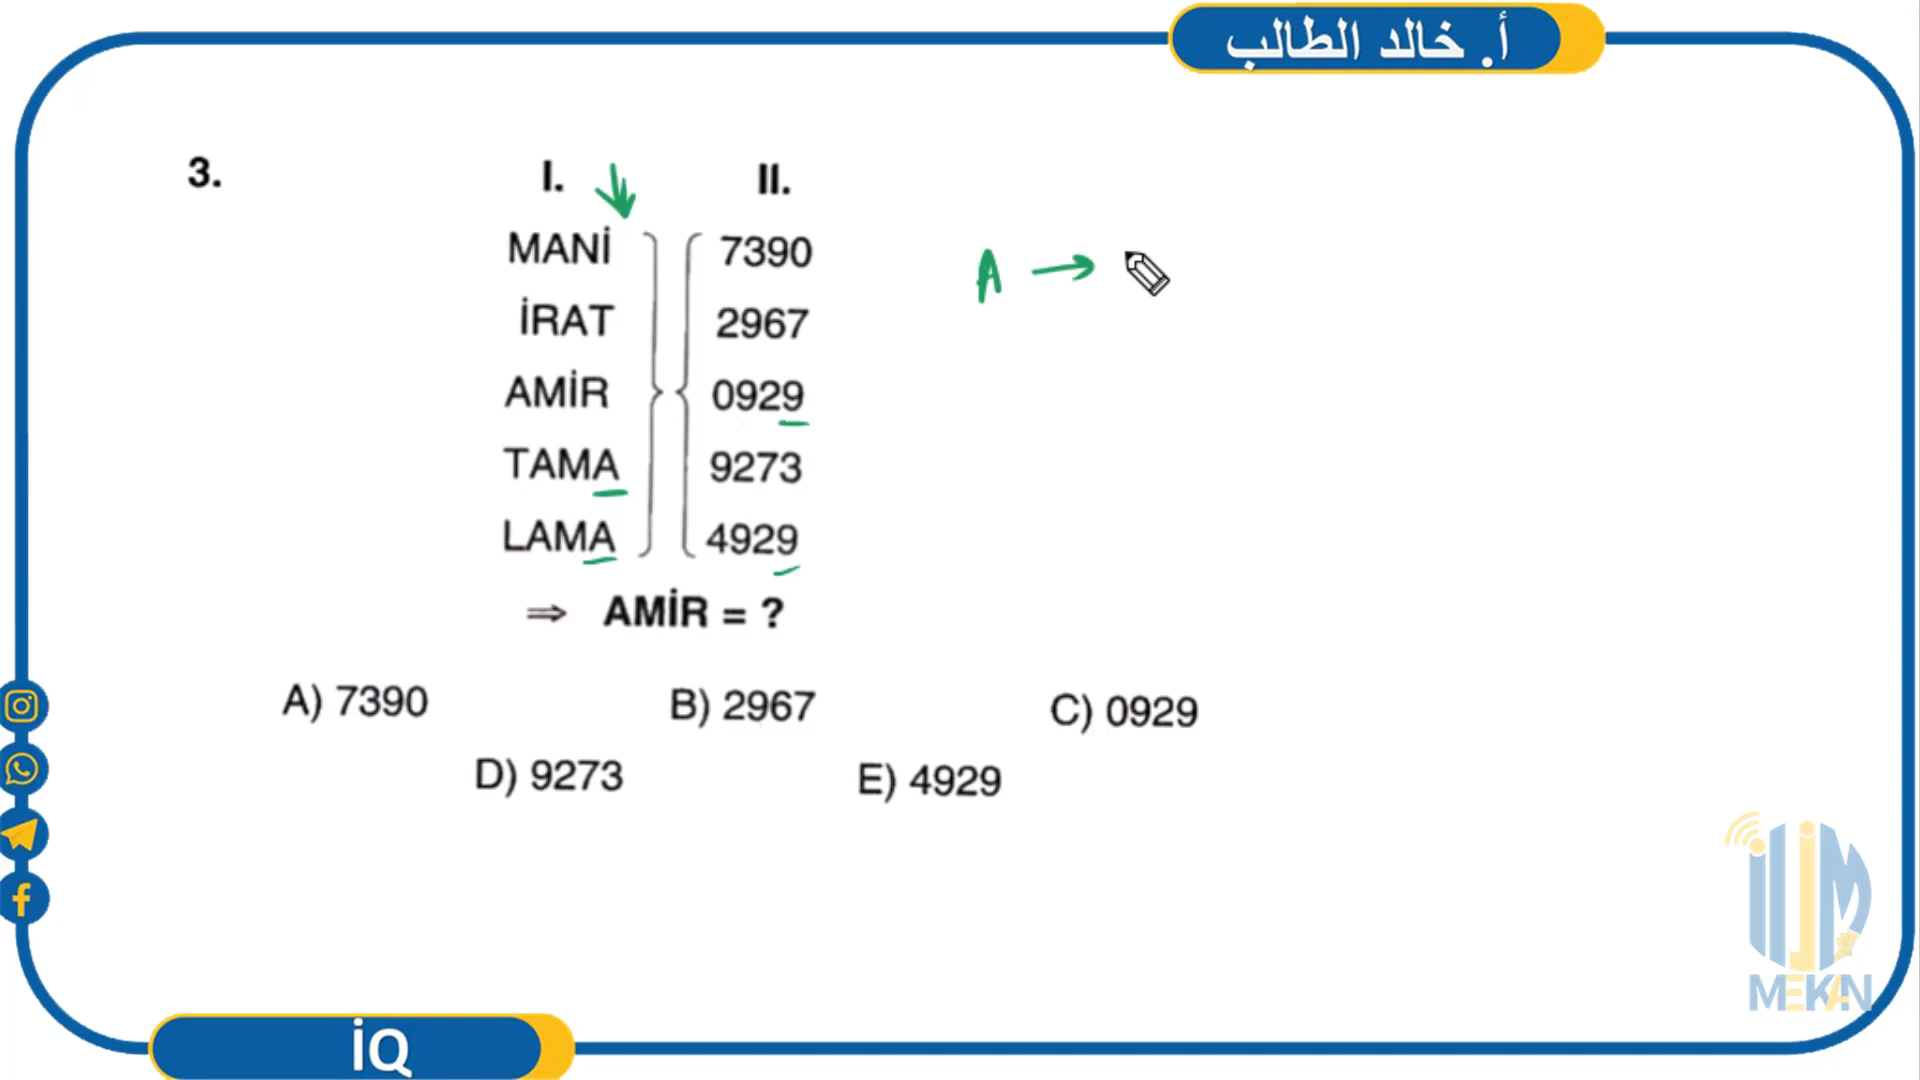 أ. خالد الطالب
3.
I. II.
MANİ 7390
İRAT 2967
AMİR 0929
TAMA 9273
LAMA 4929
⇒ AMİR = ?
A →
A) 7390 B) 2967 C) 0929
D) 9273 E) 4929
MEKAN
İQ